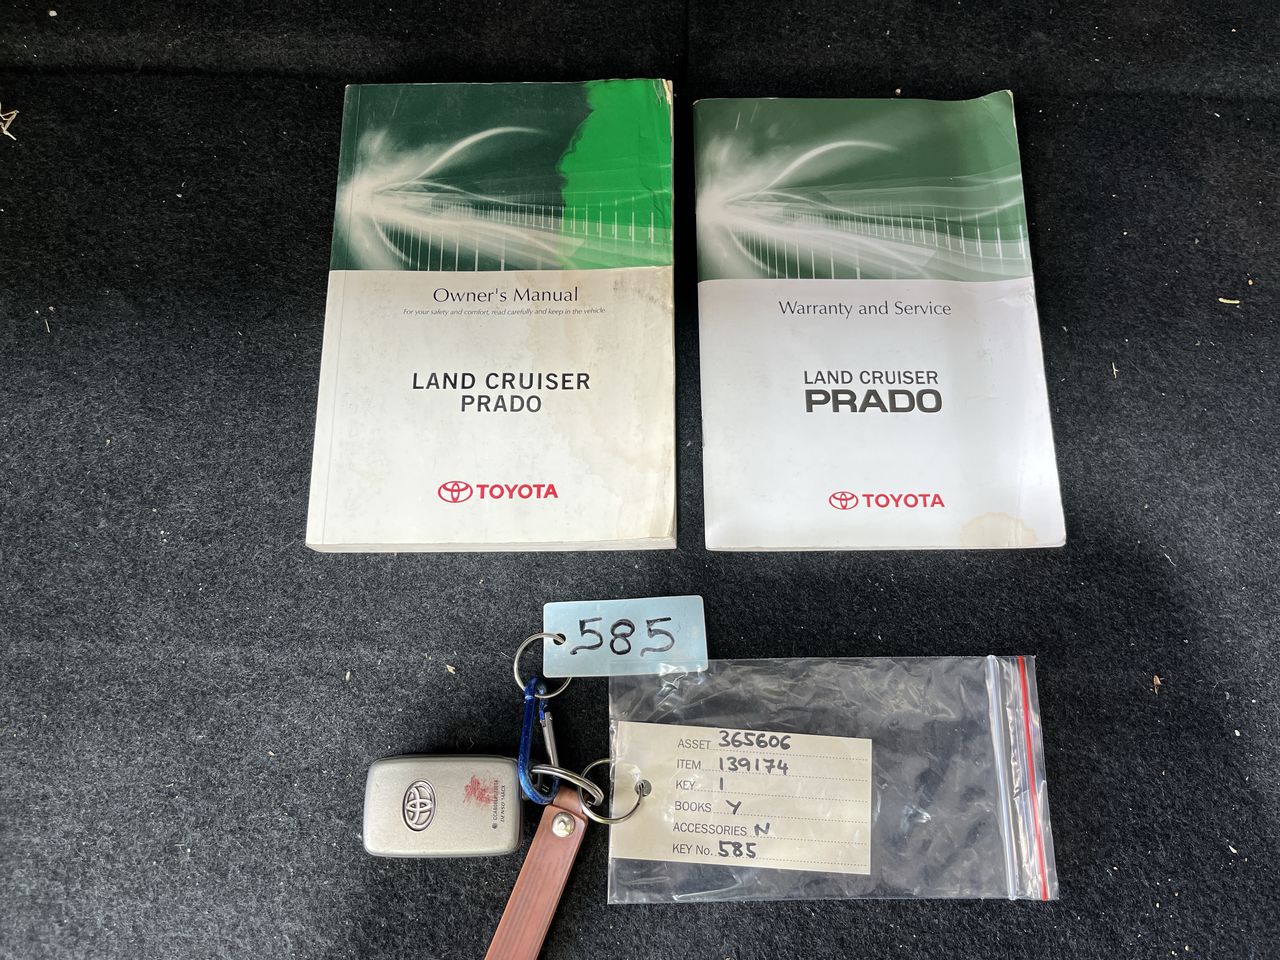 Owner's Manual
For your safety and comfort, read carefully and keep in the vehicle.
LAND CRUISER
PRADO
TOYOTA
Warranty and Service
LAND CRUISER
PRADO
TOYOTA
585
ASSET 365606
ITEM 139174
KEY 1
BOOKS Y
ACCESSORIES N
KEY No. 585